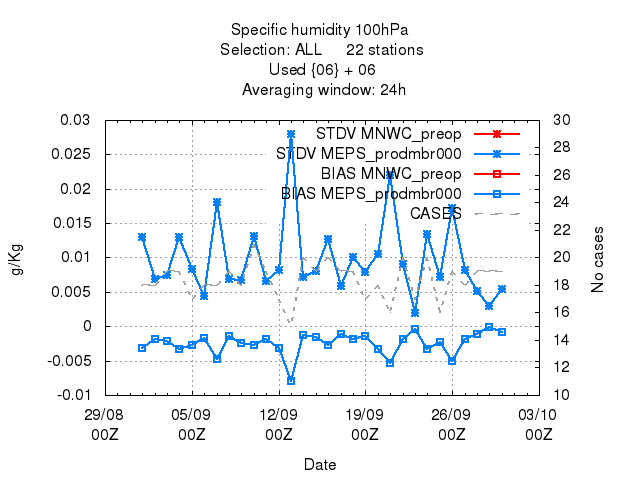 Specific humidity 100hPa
Selection: ALL 22 stations
Used {06} + 06
Averaging window: 24h
0.03
0.025
0.02
0.015
0.01
0.005
0
-0.005
-0.01
g/Kg
STDV MNWC_preop
STDV MEPS_prodmbr000
BIAS MNWC_preop
BIAS MEPS_prodmbr000
CASES
30
28
26
24
22
20
18
16
14
12
10
No cases
29/08 05/09 12/09 19/09 26/09 03/10
00Z 00Z 00Z 00Z 00Z 00Z
Date